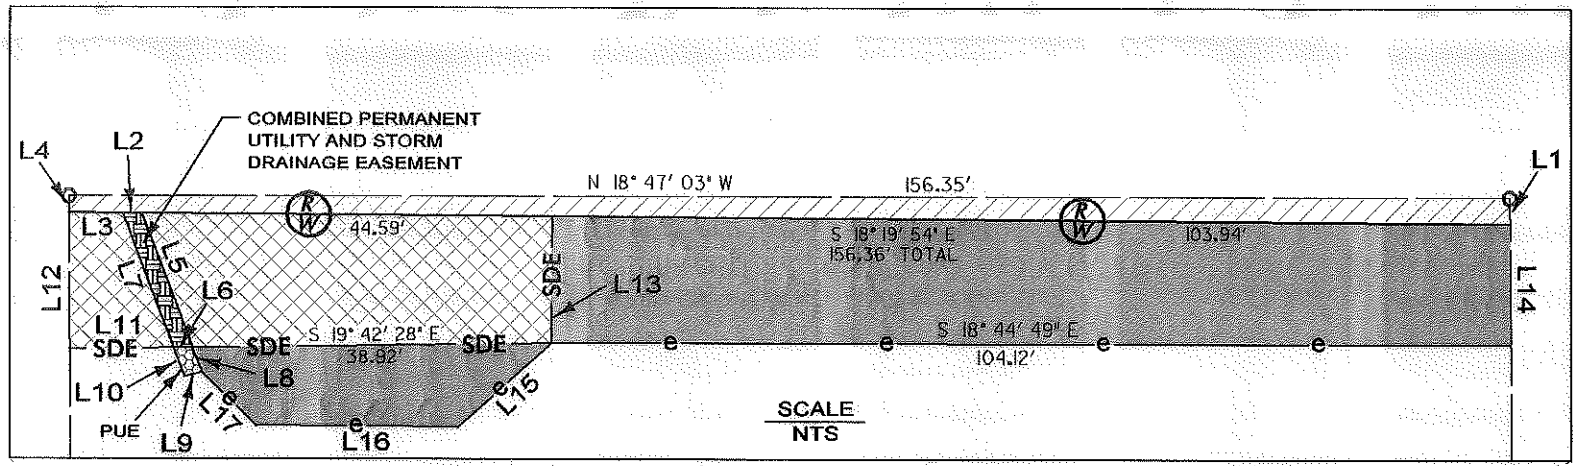 COMBINED PERMANENT
UTILITY AND STORM
DRAINAGE EASEMENT
L2
L4
L1
N 18° 47' 03" W 156.35'
R
W
R
W
L3
44.59'
S 18° 19' 54" E 103.94'
156.36' TOTAL
L12
L7
L5
SDE
L6
L13
L14
L11
S 19° 42' 28" E
S 18° 44' 49" E
SDE
SDE
SDE
38.92'
104.12'
e
e
e
e
L10
L8
PUE
L9
L17
e
e
L16
e
L15
SCALE
NTS